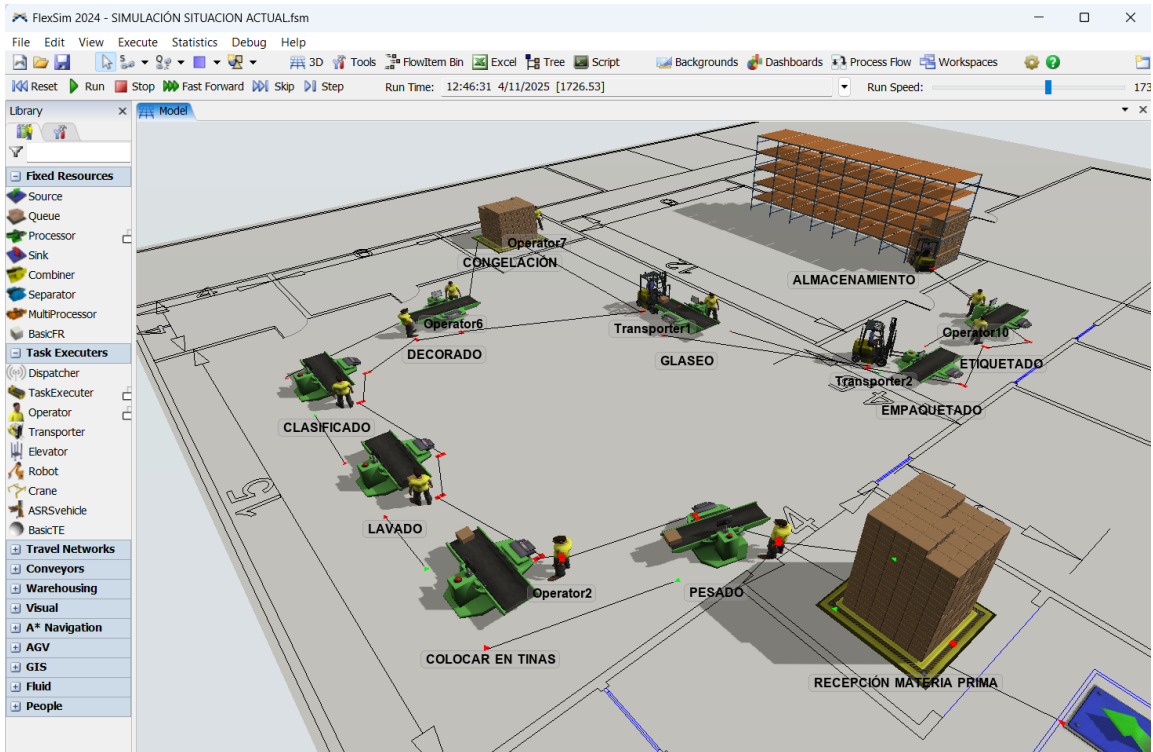 FlexSim 2024 - SIMULACIÓN SITUACION ACTUAL.fsm
File Edit View Execute Statistics Debug Help
3D Tools FlowItem Bin Excel Tree Script Backgrounds Dashboards Process Flow Workspaces
Reset Run Stop Fast Forward Skip Step Run Time: 12:46:31 4/11/2025 [1726.53] Run Speed: 173
Library
Model
Fixed Resources
Source
Queue
Processor
Sink
Combiner
Separator
MultiProcessor
BasicFR
Task Executers
Dispatcher
TaskExecuter
Operator
Transporter
Elevator
Robot
Crane
ASRSvehicle
BasicTE
Travel Networks
Conveyors
Warehousing
Visual
A* Navigation
AGV
GIS
Fluid
People
Operator7
CONGELACIÓN
ALMACENAMIENTO
Operator6
DECORADO
Transporter1
GLASEO
Operator10
ETIQUETADO
Transporter2
EMPAQUETADO
CLASIFICADO
LAVADO
Operator2
PESADO
COLOCAR EN TINAS
RECEPCIÓN MATERIA PRIMA
15
12
4
4